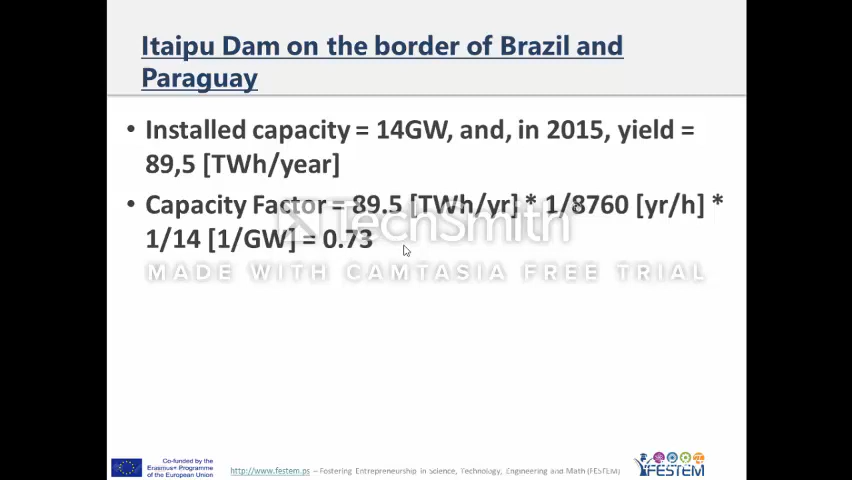 Itaipu Dam on the border of Brazil and
Paraguay
• Installed capacity = 14GW, and, in 2015, yield =
89,5 [TWh/year]
• Capacity Factor = 89.5 [TWh/yr] * 1/8760 [yr/h] *
1/14 [1/GW] = 0.73
TechSmith
MADE WITH CAMTASIA FREE TRIAL
Co-funded by the
Erasmus+ Programme
of the European Union
http://www.festem.ps – Fostering Entrepreneurship in Science, Technology, Engineering and Math (FESTEM)
FESTEM